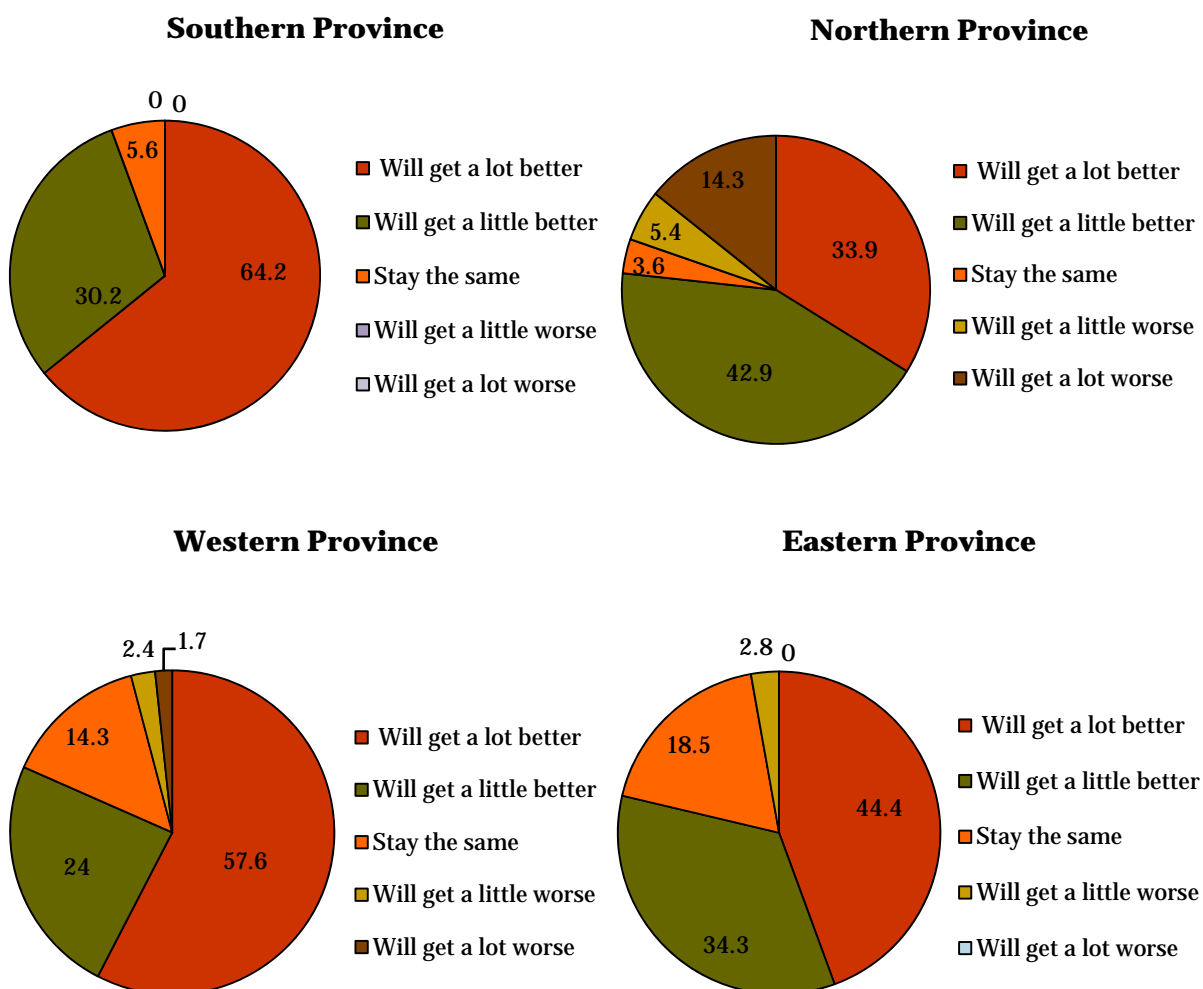 Southern Province
0 0
5.6
64.2
30.2
Will get a lot better
Will get a little better
Stay the same
Will get a little worse
Will get a lot worse
Northern Province
14.3
5.4
3.6
33.9
42.9
Will get a lot better
Will get a little better
Stay the same
Will get a little worse
Will get a lot worse
Western Province
2.4 1.7
14.3
24
57.6
Will get a lot better
Will get a little better
Stay the same
Will get a little worse
Will get a lot worse
Eastern Province
2.8 0
18.5
44.4
34.3
Will get a lot better
Will get a little better
Stay the same
Will get a little worse
Will get a lot worse